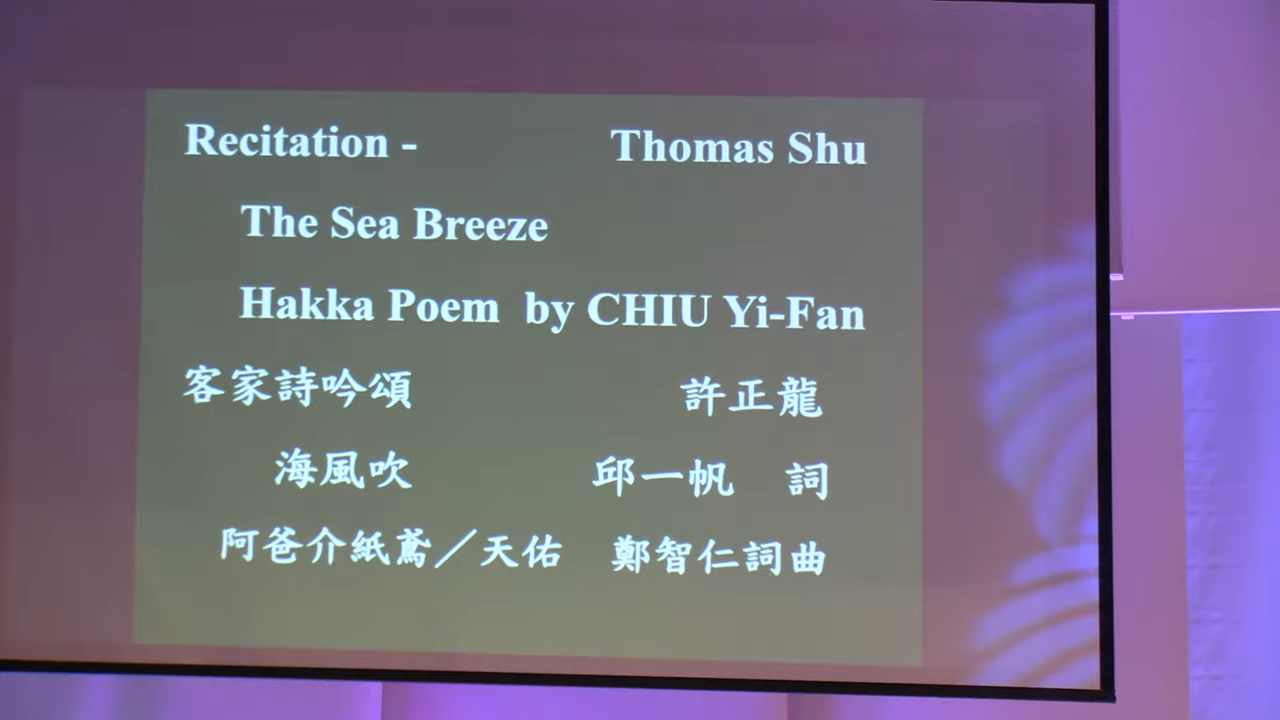 Recitation - Thomas Shu
The Sea Breeze
Hakka Poem by CHIU Yi-Fan
客家詩吟頌 許正龍
海風吹 邱一帆 詞
阿爸介紙鳶／天佑 鄭智仁詞曲